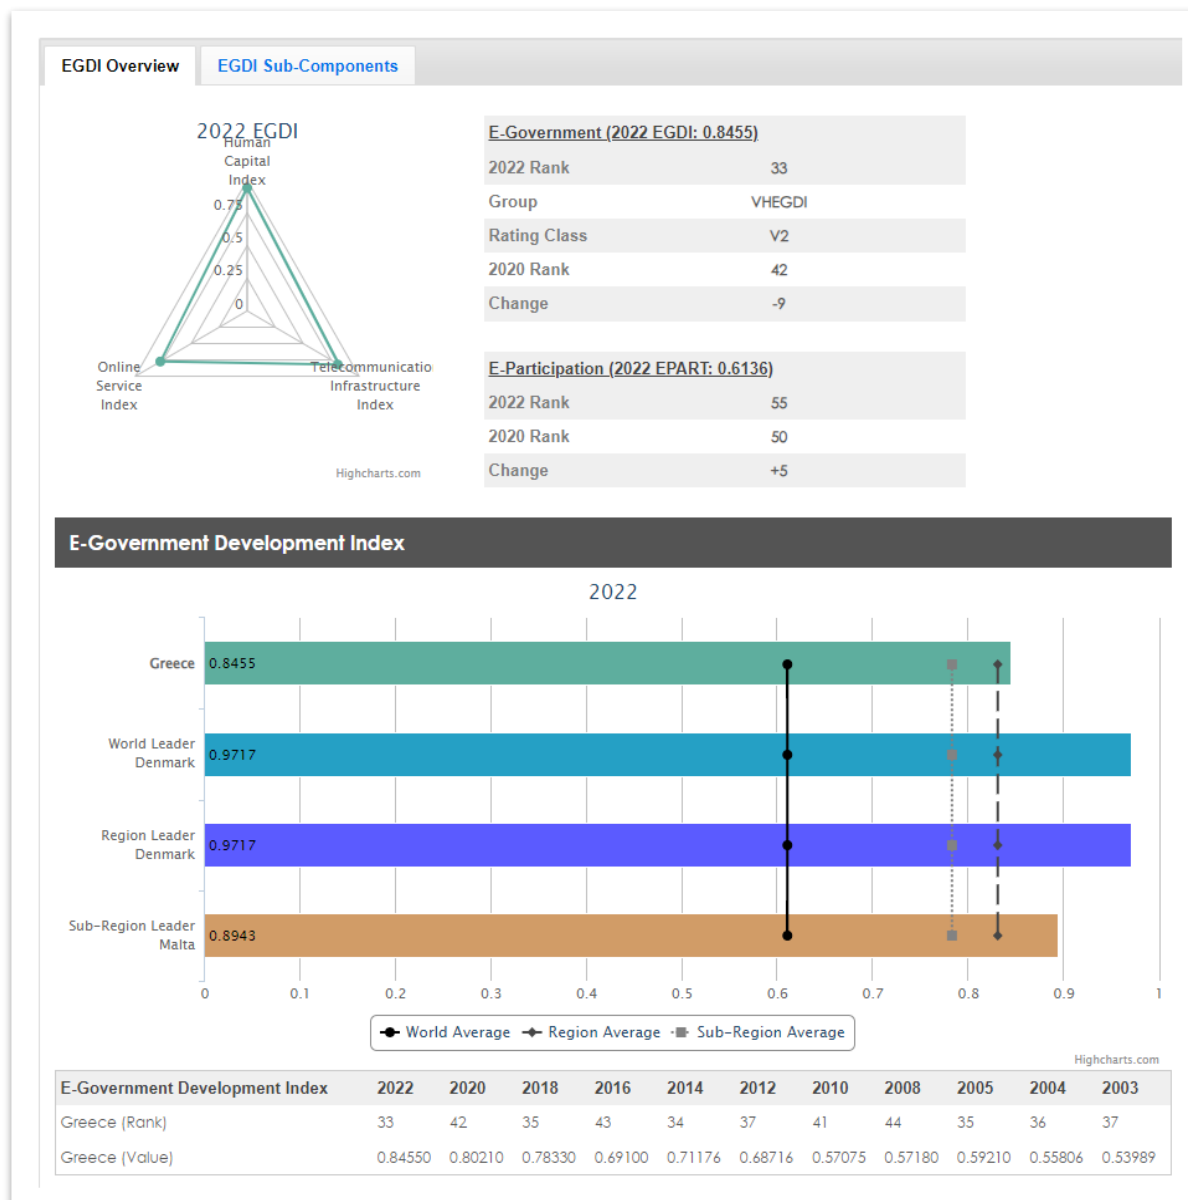 EGDI Overview EGDI Sub-Components
2022 EGDI
Human
Capital
Index
0.75
0.5
0.25
0
Online
Service
Index
Telecommunicatio
Infrastructure
Index
Highcharts.com
E-Government (2022 EGDI: 0.8455)
2022 Rank 33
Group VHEGDI
Rating Class V2
2020 Rank 42
Change -9
E-Participation (2022 EPART: 0.6136)
2022 Rank 55
2020 Rank 50
Change +5
E-Government Development Index
2022
Greece 0.8455
World Leader
Denmark
0.9717
Region Leader
Denmark
0.9717
Sub-Region Leader
Malta
0.8943
0 0.1 0.2 0.3 0.4 0.5 0.6 0.7 0.8 0.9 1
World Average Region Average Sub-Region Average
Highcharts.com
E-Government Development Index 2022 2020 2018 2016 2014 2012 2010 2008 2005 2004 2003
Greece (Rank) 33 42 35 43 34 37 41 44 35 36 37
Greece (Value) 0.84550 0.80210 0.78330 0.69100 0.71176 0.68716 0.57075 0.57180 0.59210 0.55806 0.53989